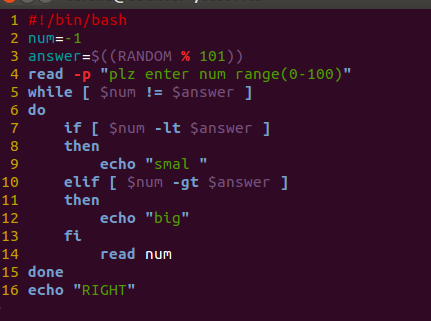 1 #!/bin/bash
2 num=-1
3 answer=$((RANDOM % 101))
4 read -p "plz enter num range(0-100)"
5 while [ $num != $answer ]
6 do
7     if [ $num -lt $answer ]
8     then
9         echo "smal "
10     elif [ $num -gt $answer ]
11     then
12         echo "big"
13     fi
14         read num
15 done
16 echo "RIGHT"